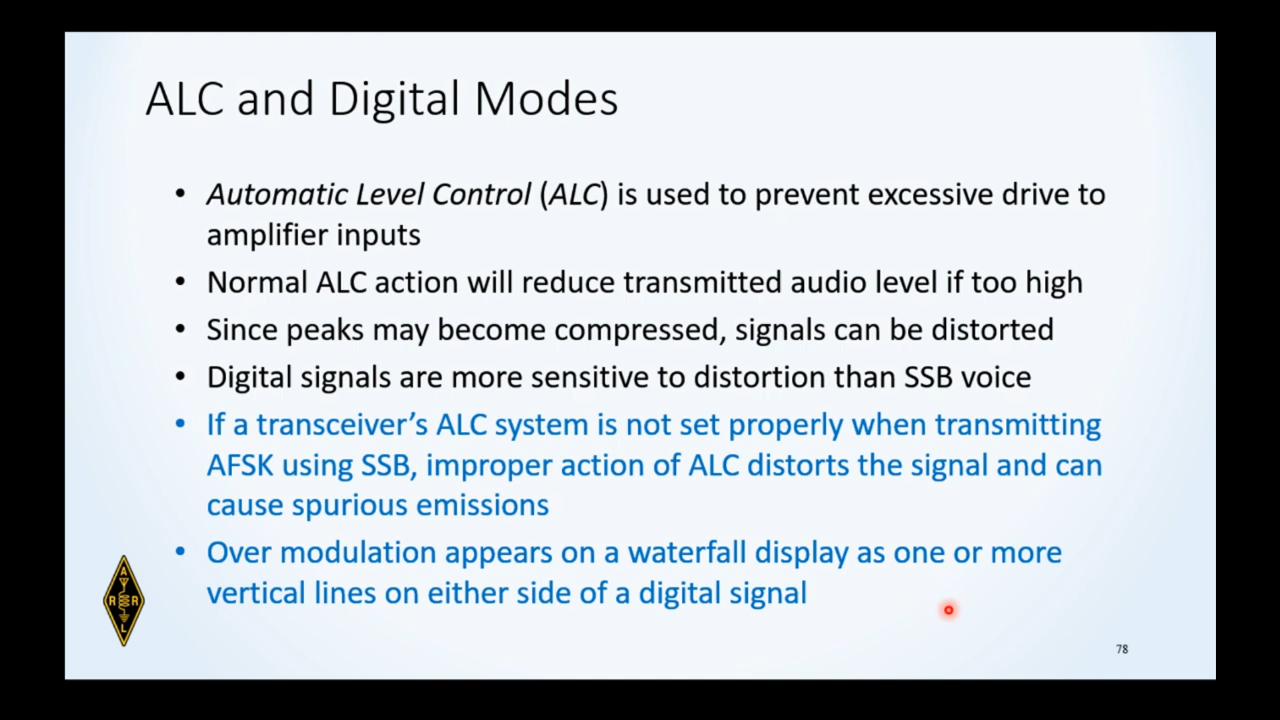 ALC and Digital Modes
• Automatic Level Control (ALC) is used to prevent excessive drive to
amplifier inputs
• Normal ALC action will reduce transmitted audio level if too high
• Since peaks may become compressed, signals can be distorted
• Digital signals are more sensitive to distortion than SSB voice
• If a transceiver’s ALC system is not set properly when transmitting
AFSK using SSB, improper action of ALC distorts the signal and can
cause spurious emissions
• Over modulation appears on a waterfall display as one or more
vertical lines on either side of a digital signal
A
R R
L
78